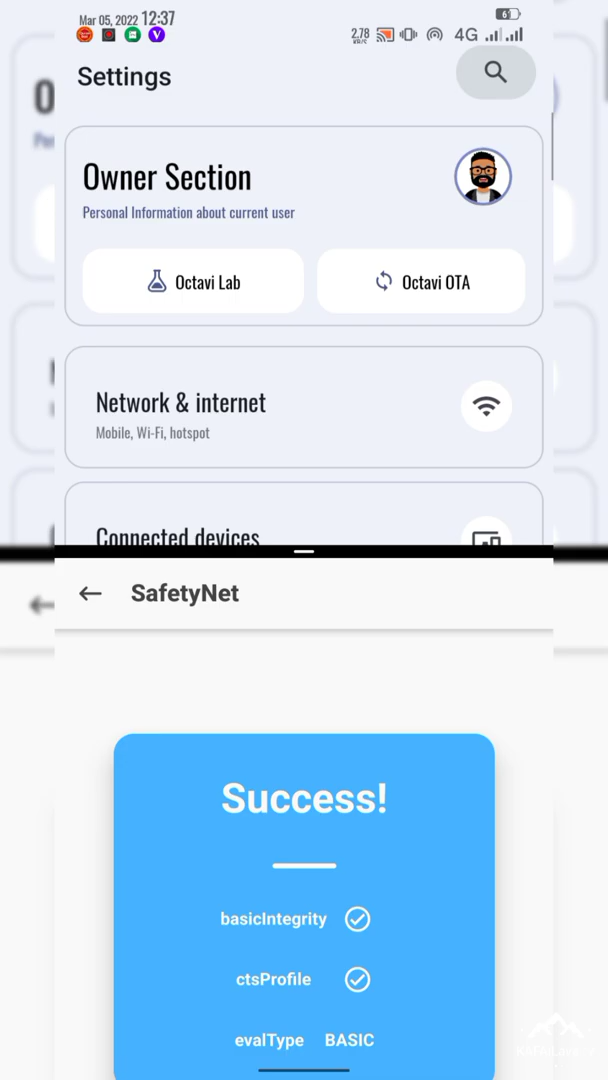 Mar 05, 2022 12:37
2.78
KB/S
4G
Settings
Owner Section
Personal Information about current user
Octavi Lab
Octavi OTA
Network & internet
Mobile, Wi-Fi, hotspot
Connected devices
SafetyNet
Success!
basicIntegrity
ctsProfile
evalType BASIC